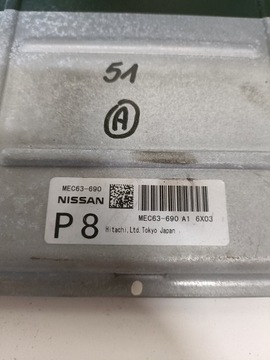 51
A
MEC63-690
NISSAN
MEC63-690 A1 6X03
P8
Hitachi,Ltd.Tokyo Japan